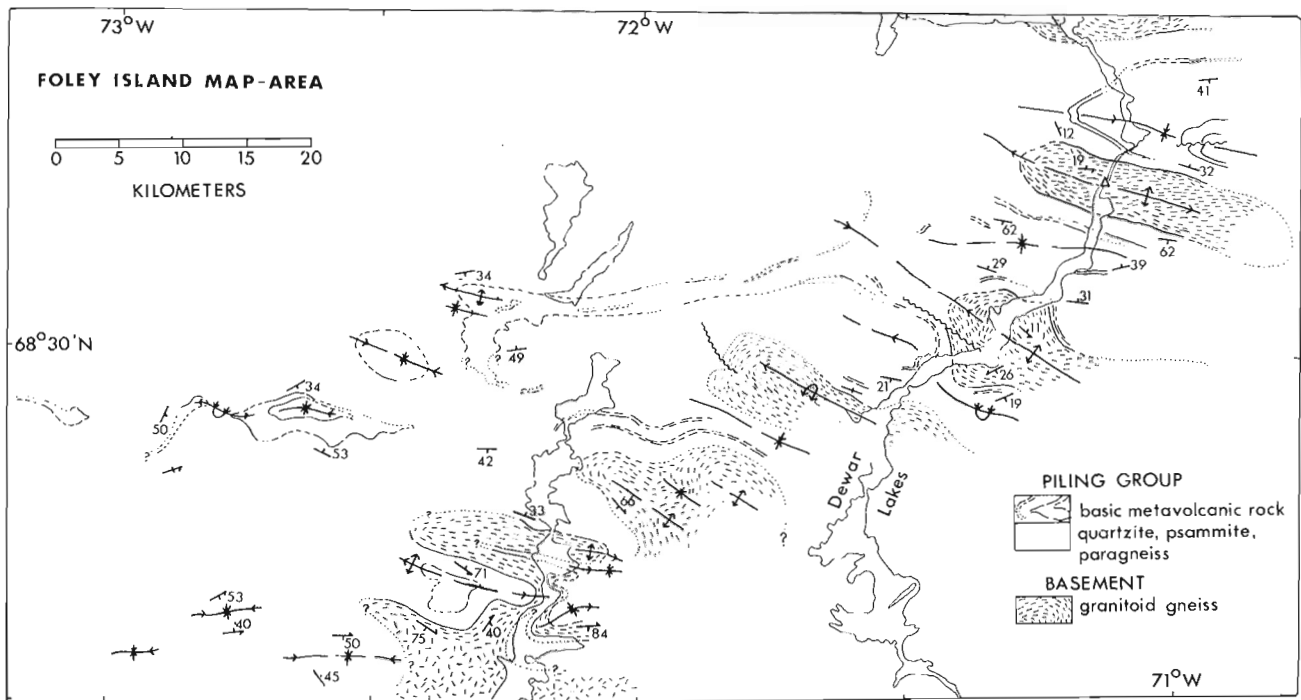 73°W
72°W
FOLEY ISLAND MAP-AREA
0 5 10 15 20
KILOMETERS
41
12
19
32
62
62
29
39
34
31
11
68°30'N
49
26
21
34
19
50
53
42
Dewar
Lakes
PILING GROUP
basic metavolcanic rock
quartzite, psammite,
paragneiss
BASEMENT
granitoid gneiss
33
?
71
53
40
75
40
84
50
45
71°W